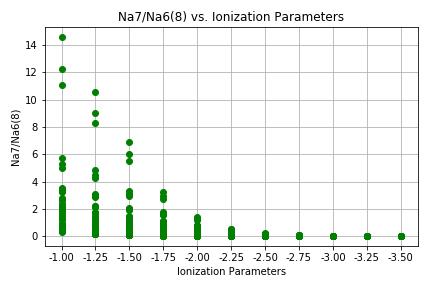 Na7/Na6(8) vs. Ionization Parameters
Na7/Na6(8)
14
12
10
8
6
4
2
0
-1.00 -1.25 -1.50 -1.75 -2.00 -2.25 -2.50 -2.75 -3.00 -3.25 -3.50
Ionization Parameters